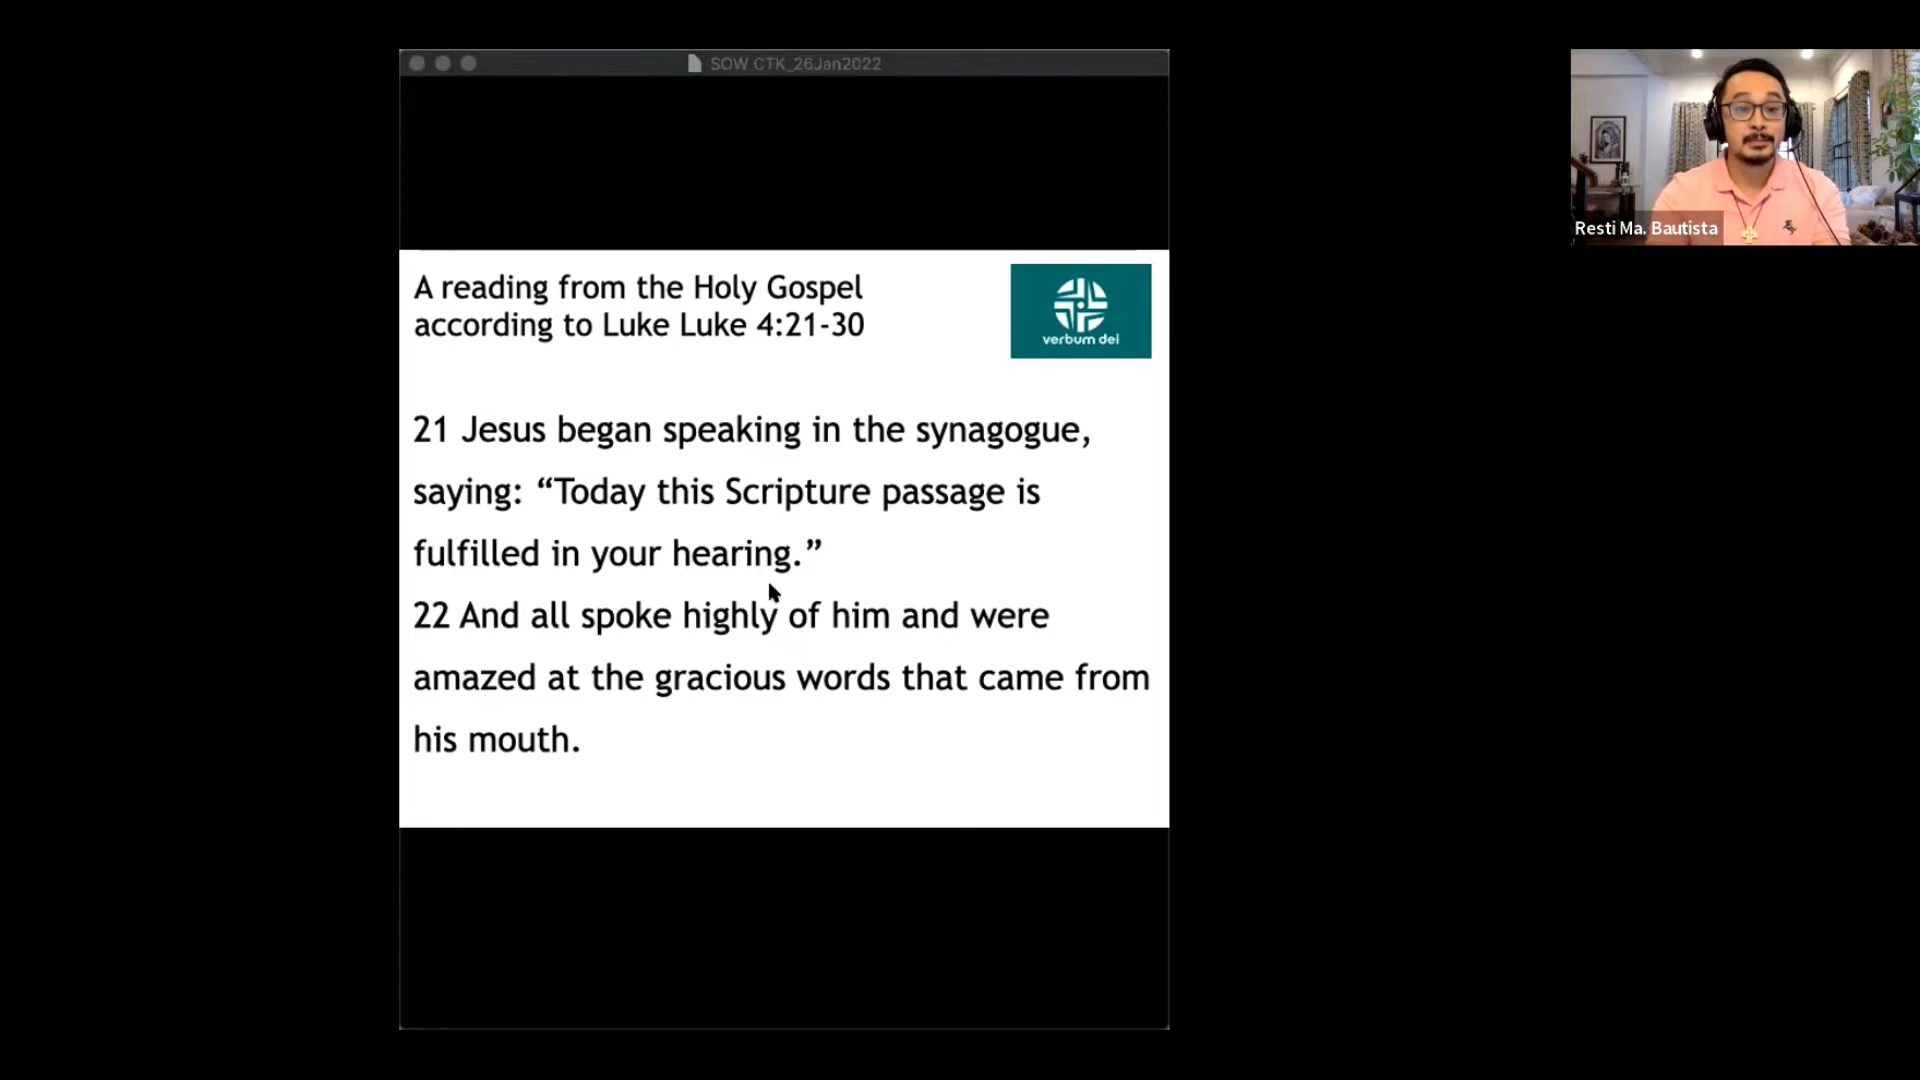 SOW CTK_26Jan2022
A reading from the Holy Gospel
according to Luke Luke 4:21-30
verbum dei
21 Jesus began speaking in the synagogue,
saying: “Today this Scripture passage is
fulfilled in your hearing.”
22 And all spoke highly of him and were
amazed at the gracious words that came from
his mouth.
Resti Ma. Bautista